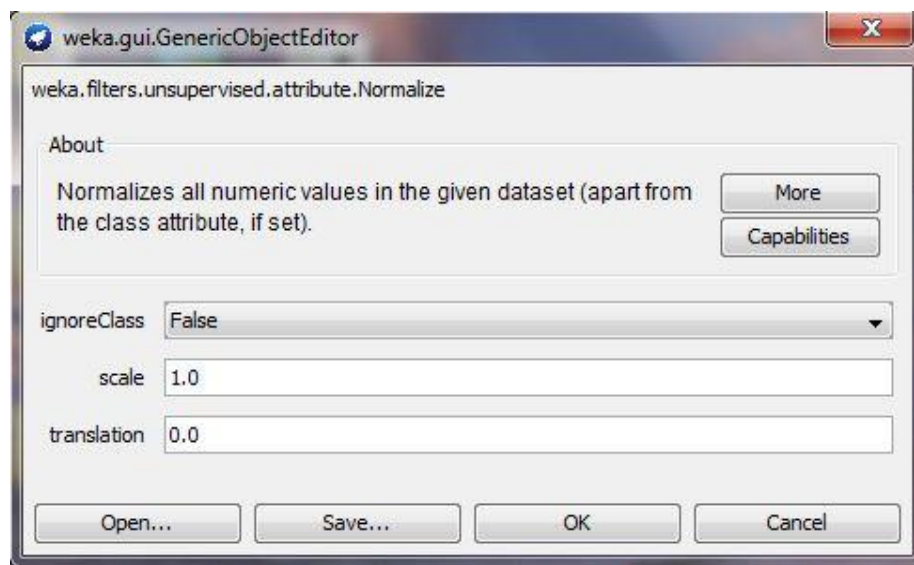 weka.gui.GenericObjectEditor
X
weka.filters.unsupervised.attribute.Normalize
About
Normalizes all numeric values in the given dataset (apart from
the class attribute, if set).
More
Capabilities
ignoreClass False
scale 1.0
translation 0.0
Open... Save... OK Cancel